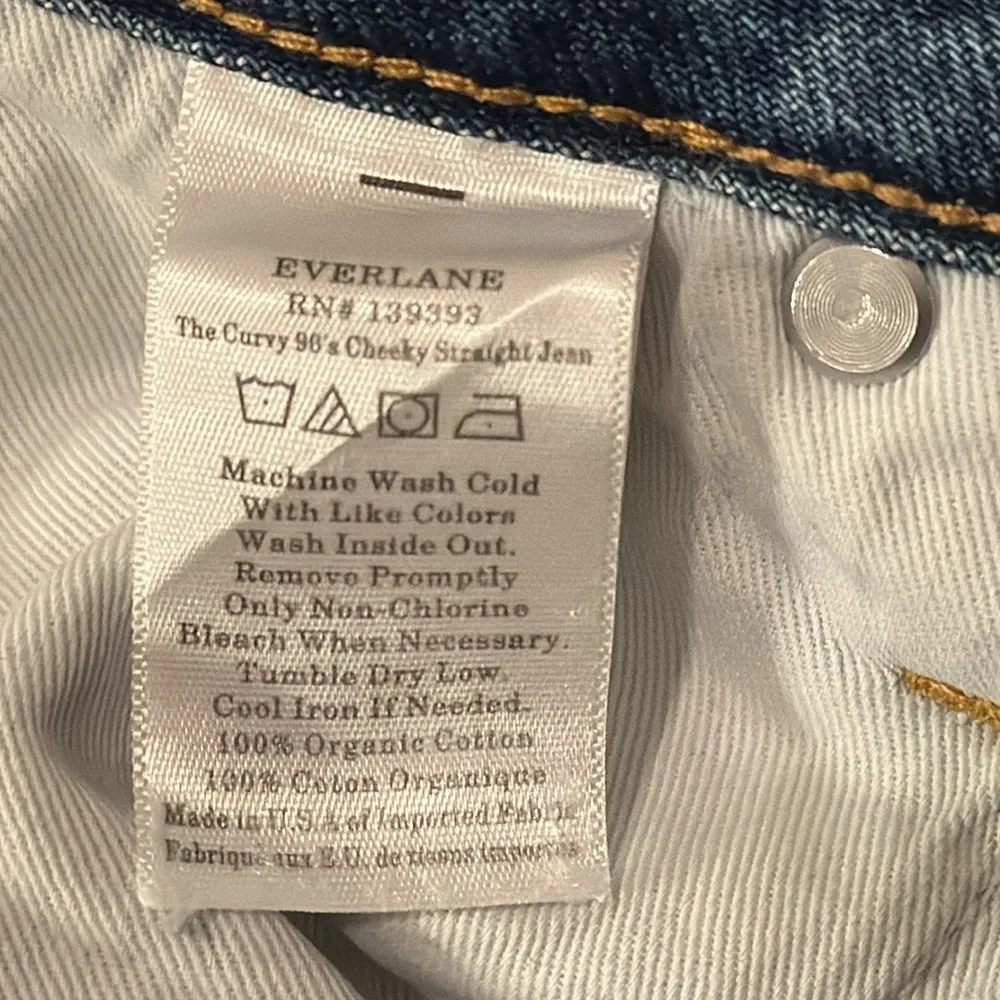 EVERLANE
RN# 139393
The Curvy 90's Cheeky Straight Jean
Machine Wash Cold
With Like Colors
Wash Inside Out.
Remove Promptly
Only Non-Chlorine
Bleach When Necessary.
Tumble Dry Low.
Cool Iron If Needed.
100% Organic Cotton
100% Coton Organique
Made in U.S.A of Imported Fabric
Fabriqué aux E.U. de tissus importés